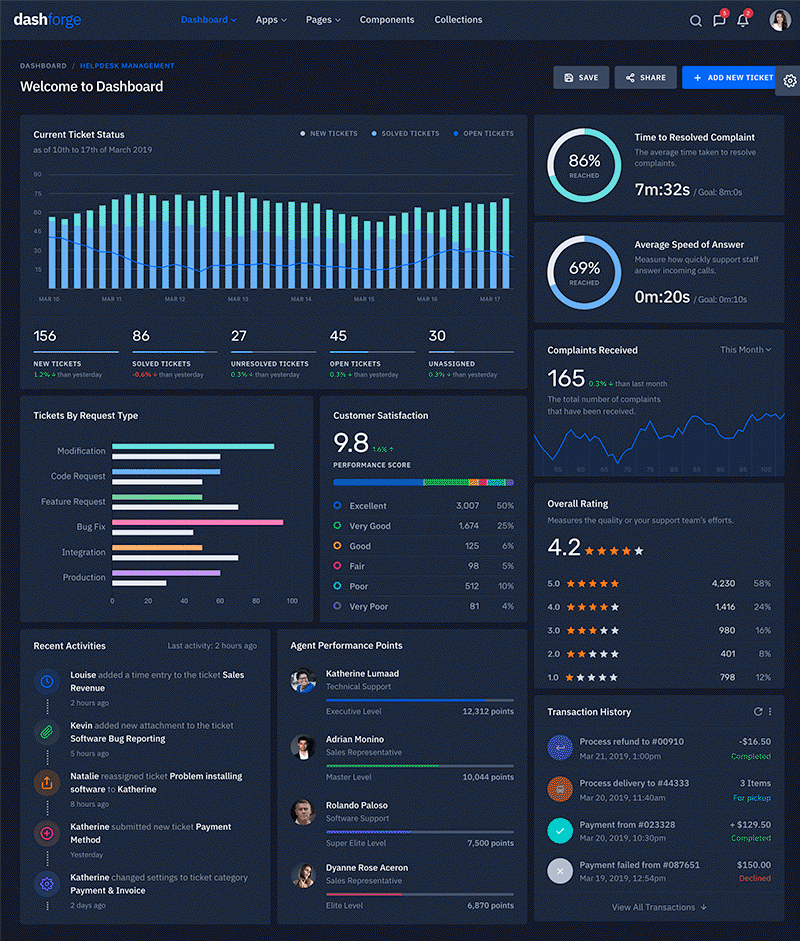 dashforge
Dashboard Apps Pages Components Collections
5 2
DASHBOARD / HELPDESK MANAGEMENT
Welcome to Dashboard
SAVE SHARE + ADD NEW TICKET
Current Ticket Status
as of 10th to 17th of March 2019
NEW TICKETS SOLVED TICKETS OPEN TICKETS
90
75
60
45
30
15
MAR 10 MAR 11 MAR 12 MAR 13 MAR 14 MAR 15 MAR 16 MAR 17
156 86 27 45 30
NEW TICKETS SOLVED TICKETS UNRESOLVED TICKETS OPEN TICKETS UNASSIGNED
1.2% ↓ than yesterday -0.6% ↓ than yesterday 0.3% ↓ than yesterday 0.3% ↓ than yesterday 0.3% ↓ than yesterday
86%
REACHED
Time to Resolved Complaint
The average time taken to resolve
complaints.
7m:32s / Goal: 8m:0s
69%
REACHED
Average Speed of Answer
Measure how quickly support staff
answer incoming calls.
0m:20s / Goal: 0m:10s
Complaints Received This Month
165 0.3% ↓ than last month
The total number of complaints
that have been received.
55 60 65 70 75 80 85 90 95 100
Tickets By Request Type
Modification
Code Request
Feature Request
Bug Fix
Integration
Production
0 20 40 60 80 100
Customer Satisfaction
9.8 1.6% ↑
PERFORMANCE SCORE
Excellent 3,007 50%
Very Good 1,674 25%
Good 125 6%
Fair 98 5%
Poor 512 10%
Very Poor 81 4%
Overall Rating
Measures the quality or your support team's efforts.
4.2
5.0 4,230 58%
4.0 1,416 24%
3.0 980 16%
2.0 401 8%
1.0 798 12%
Recent Activities Last activity: 2 hours ago
Louise added a time entry to the ticket Sales
Revenue
2 hours ago
Kevin added new attachment to the ticket
Software Bug Reporting
5 hours ago
Natalie reassigned ticket Problem installing
software to Katherine
8 hours ago
Katherine submitted new ticket Payment
Method
Yesterday
Katherine changed settings to ticket category
Payment & Invoice
2 days ago
Agent Performance Points
Katherine Lumaad
Technical Support
Executive Level 12,312 points
Adrian Monino
Sales Representative
Master Level 10,044 points
Rolando Paloso
Software Support
Super Elite Level 7,500 points
Dyanne Rose Aceron
Sales Representative
Elite Level 6,870 points
Transaction History
Process refund to #00910 -$16.50
Mar 21, 2019, 1:00pm Completed
Process delivery to #44333 3 Items
Mar 20, 2019, 11:40am For pickup
Payment from #023328 + $129.50
Mar 20, 2019, 10:30pm Completed
Payment failed from #087651 $150.00
Mar 19, 2019, 12:54pm Declined
View All Transactions ↓